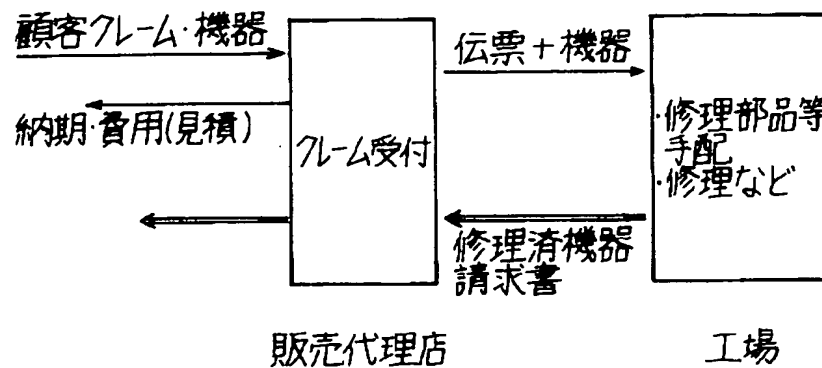 顧客クレーム・機器
納期・費用(見積)
クレーム受付
伝票+機器
修理済機器
請求書
・修理部品等
手配
・修理など
販売代理店
工場